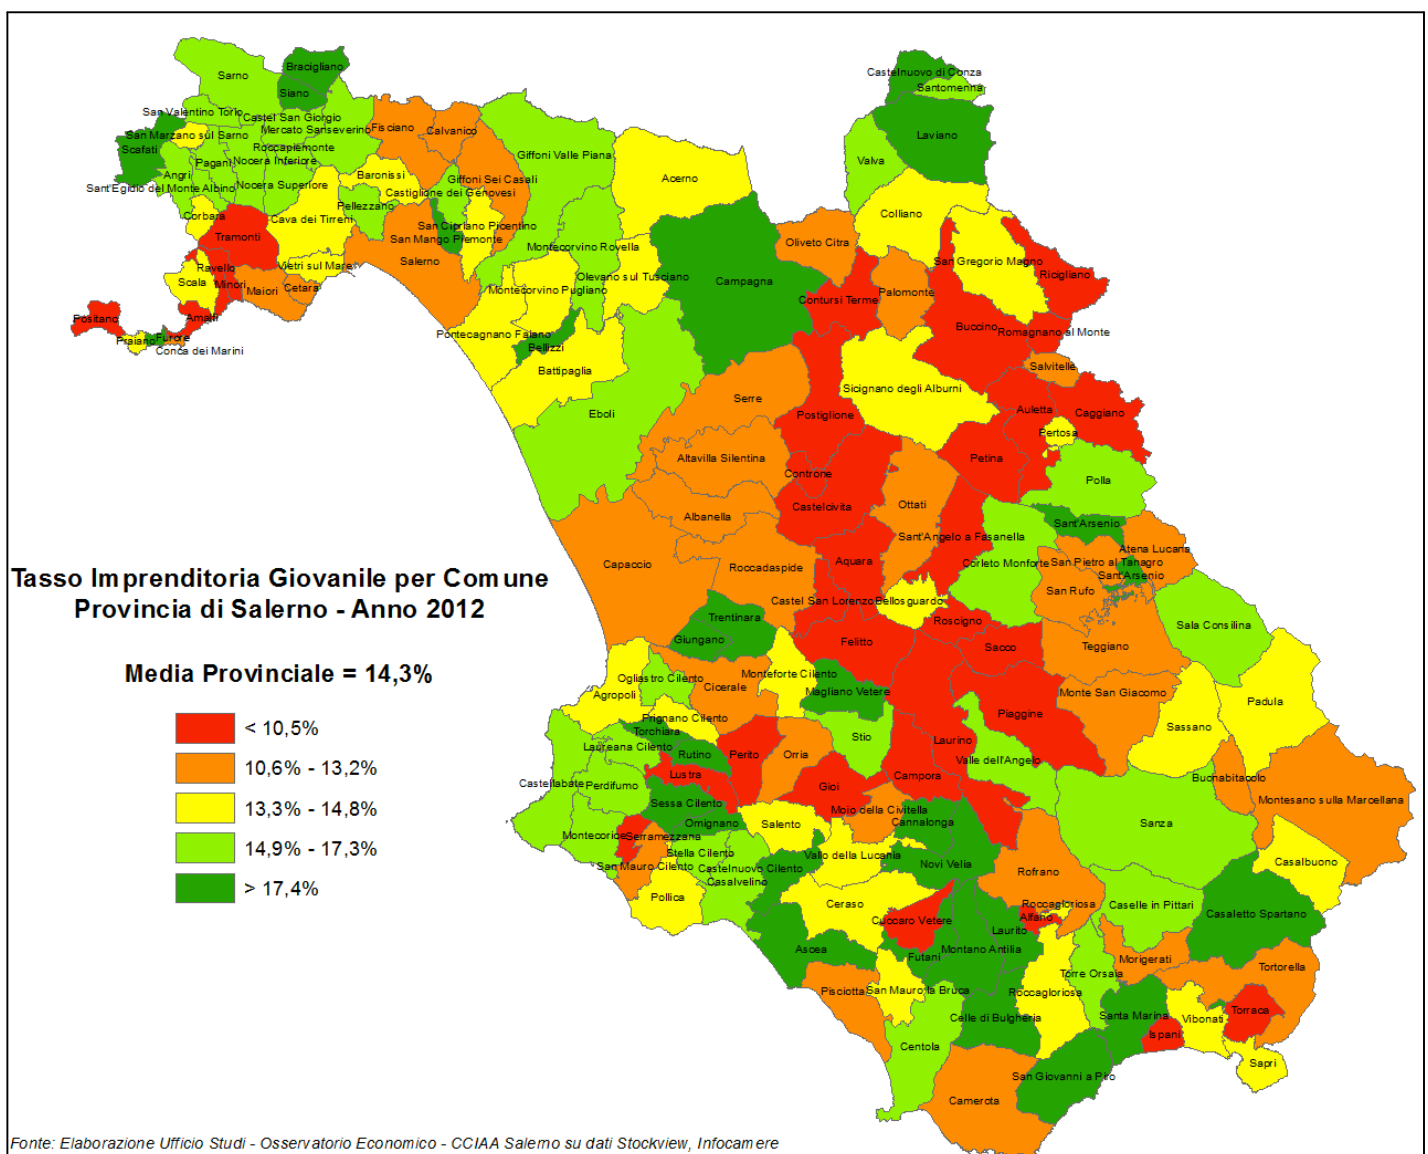 Castelnuovo di Conza
Santomenna
Bracigliano
Sarno
Siano
San Valentino Torio
Castel San Giorgio
Mercato Sanseverino
San Marzano sul Sarno
Scafati
Roccapiemonte
Nocera Inferiore
Pagani
Angri
Sant'Egidio del Monte Albino
Nocera Superiore
Fisciano
Calvanico
Baronissi
Giffoni Valle Piana
Giffoni Sei Casali
Castiglione dei Genovesi
Acerno
Laviano
Valva
Colliano
Corbara
Cava dei Tirreni
Pellezzano
San Cipriano Picentino
San Mango Piemonte
Tramonti
Vietri sul Mare
Salerno
Montecorvino Rovella
Oliveto Citra
Ravello
Scala
Minori
Maiori
Cetara
Olevano sul Tusciano
Montecorvino Pugliano
Campagna
San Gregorio Magno
Ricigliano
Contursi Terme
Palomonte
Positano
Amalfi
Praiano
Furore
Conca dei Marini
Pontecagnano Faiano
Bellizzi
Battipaglia
Buccino
Romagnano al Monte
Salvitelle
Sicignano degli Alburni
Serre
Eboli
Postiglione
Auletta
Caggiano
Pertosa
Altavilla Silentina
Controne
Petina
Polla
Castelcivita
Ottati
Albanella
Sant'Arsenio
Sant'Angelo a Fasanella
Atena Lucana
Capaccio
Roccadaspide
Aquara
Corleto Monforte
San Pietro al Tanagro
Sant'Arsenio
San Rufo
Tasso Imprenditoria Giovanile per Comune
Provincia di Salerno - Anno 2012
Castel San Lorenzo
Bellosguardo
Trentinara
Roscigno
Sala Consilina
Giungano
Felitto
Sacco
Teggiano
Media Provinciale = 14,3%
Ogliastro Cilento
Monteforte Cilento
Agropoli
Cicerale
Magliano Vetere
Monte San Giacomo
Padula
Prignano Cilento
Piaggine
Sassano
< 10,5%
Torchiara
Laureana Cilento
Rutino
Perito
Orria
Stio
Laurino
Valle dell'Angelo
10,6% - 13,2%
Castellabate
Perdifumo
Lustra
Gioi
Campora
Buonabitacolo
Montesano sulla Marcellana
13,3% - 14,8%
Sessa Cilento
Omignano
Salento
Moio della Civitella
Cannalonga
Sanza
14,9% - 17,3%
Montecorice
Serramezzana
Stella Cilento
San Mauro Cilento
Castelnuovo Cilento
Casalvelino
Vallo della Lucania
Novi Velia
Rofrano
Casalbuono
> 17,4%
Pollica
Ceraso
Cuccaro Vetere
Roccagloriosa
Alfano
Caselle in Pittari
Casaletto Spartano
Laurito
Ascea
Futani
Montano Antilia
Morigerati
Tortorella
Pisciotta
San Mauro la Bruca
Roccagloriosa
Torre Orsaia
Celle di Bulgheria
Santa Marina
Vibonati
Torraca
Ispani
Centola
Sapri
San Giovanni a Piro
Camerota
Fonte: Elaborazione Ufficio Studi - Osservatorio Economico - CCIAA Salerno su dati Stockview, Infocamere